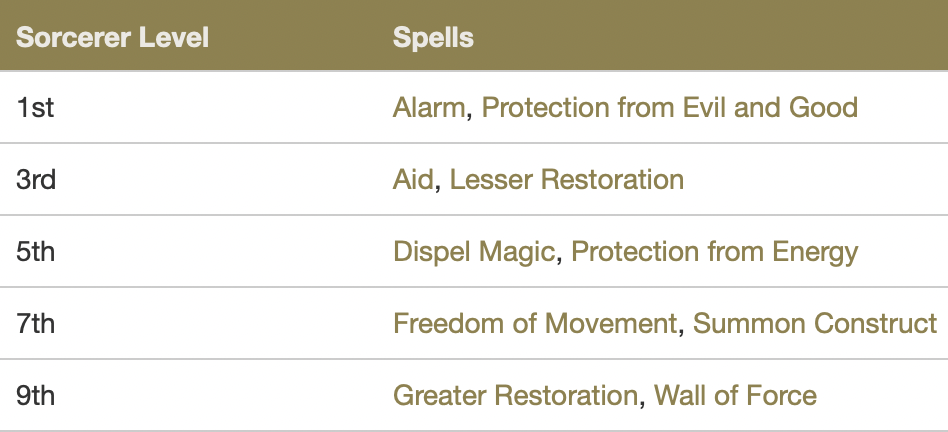 Sorcerer Level Spells
1st Alarm, Protection from Evil and Good
3rd Aid, Lesser Restoration
5th Dispel Magic, Protection from Energy
7th Freedom of Movement, Summon Construct
9th Greater Restoration, Wall of Force